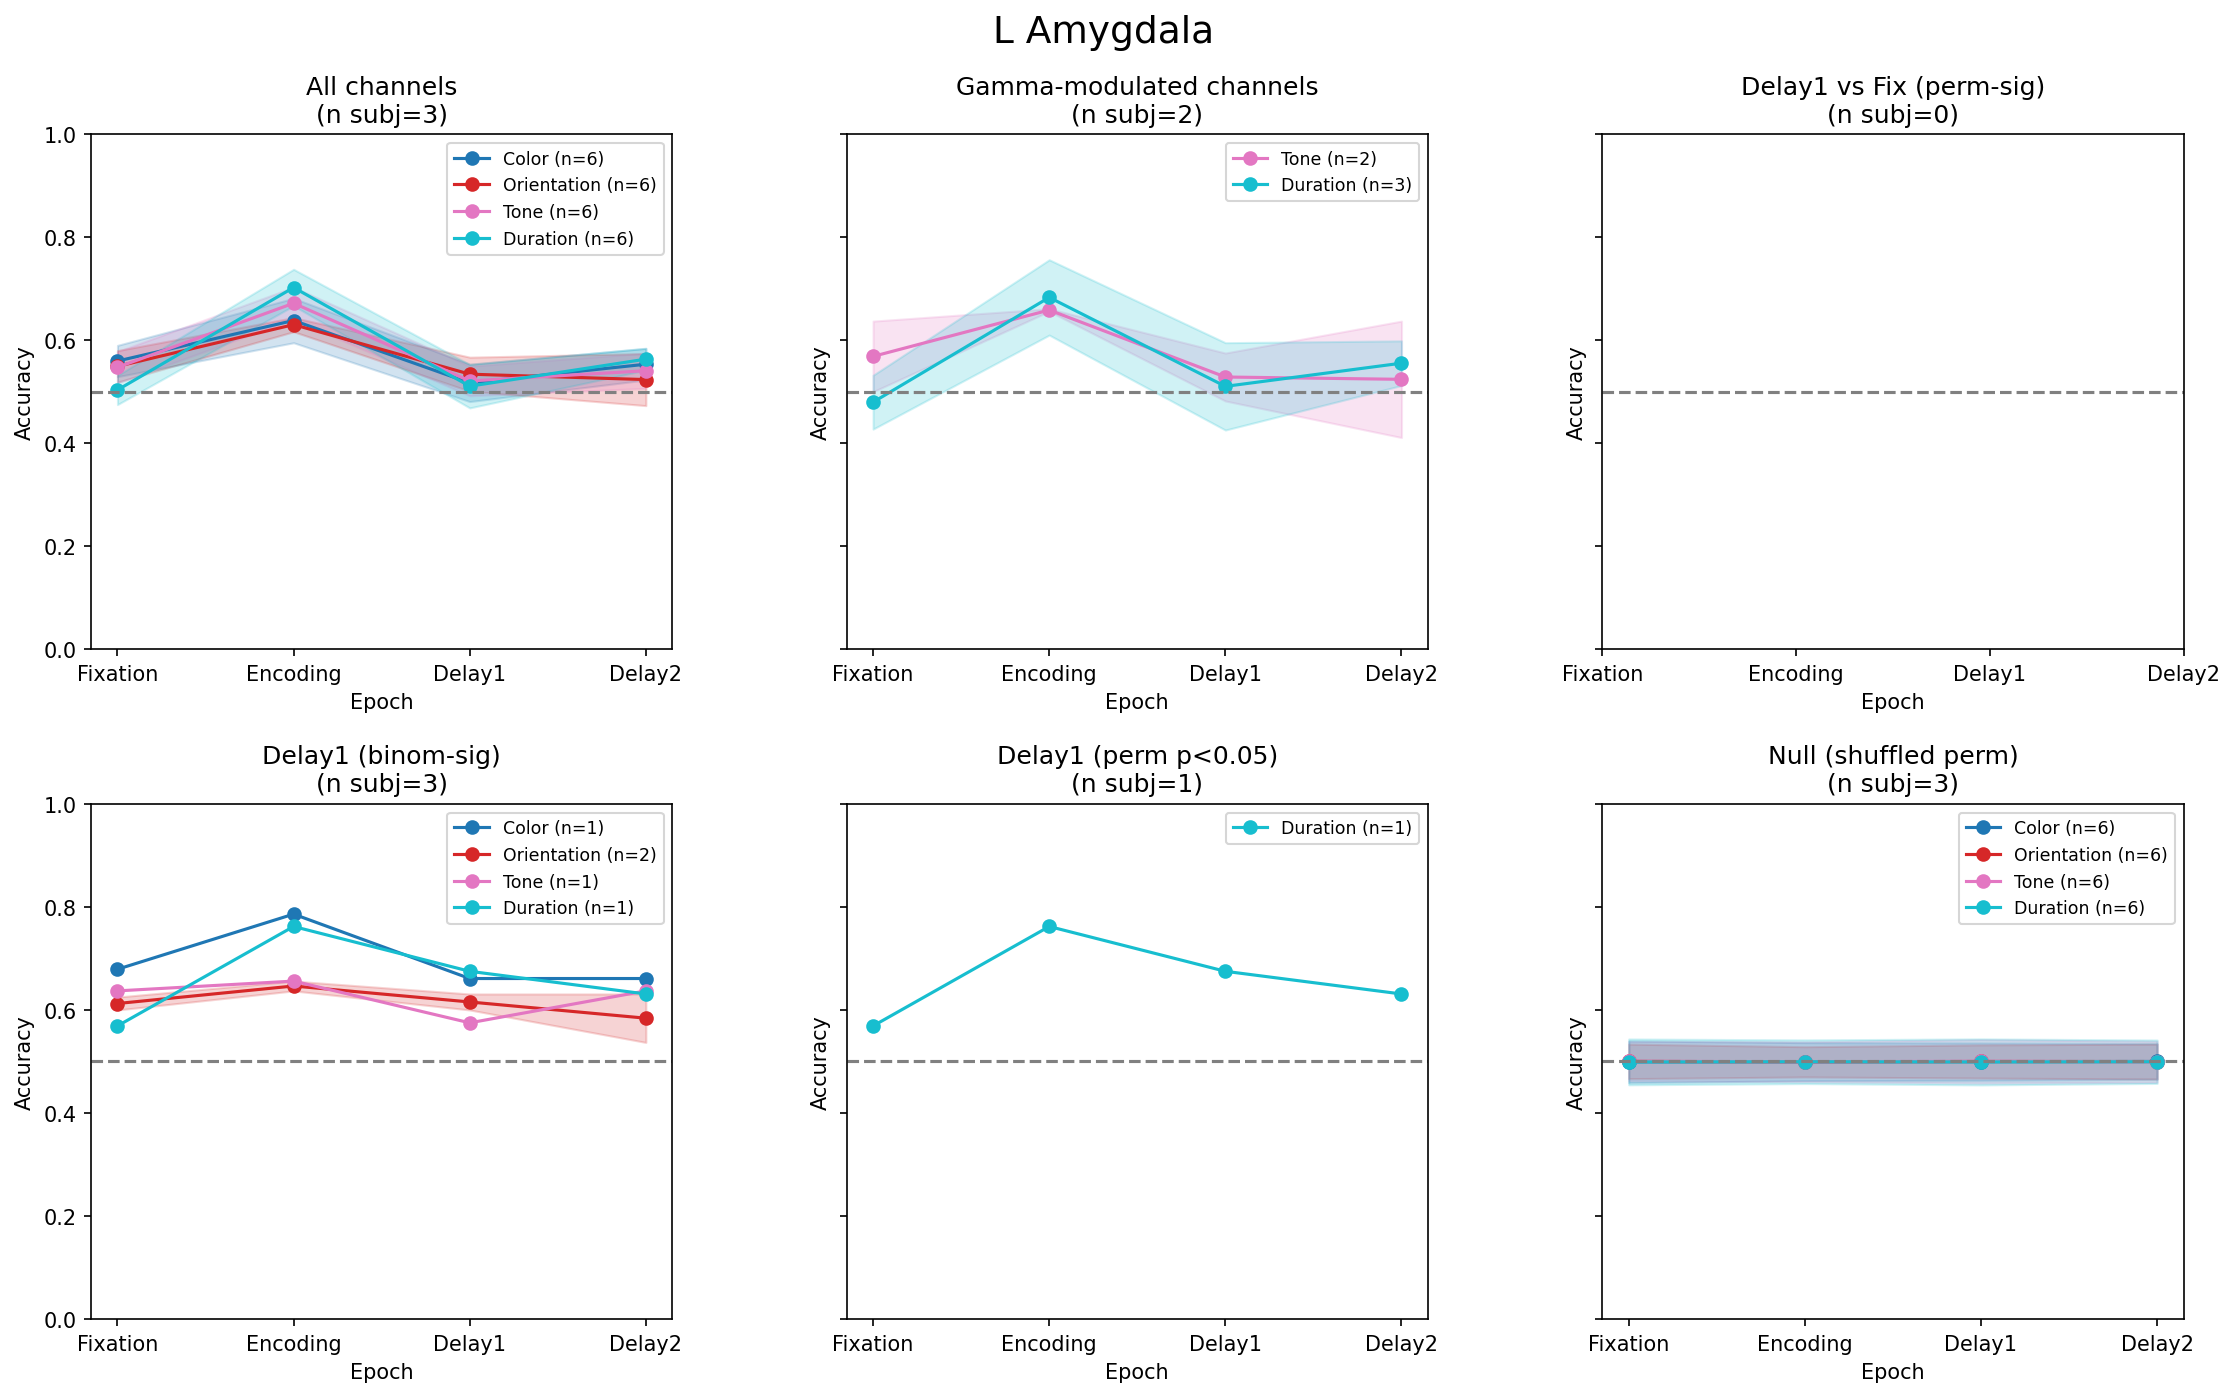 L Amygdala
All channels
(n subj=3)
1.0
0.8
0.6
0.4
0.2
0.0
Accuracy
Color (n=6)
Orientation (n=6)
Tone (n=6)
Duration (n=6)
Fixation Encoding Delay1 Delay2
Epoch
Gamma-modulated channels
(n subj=2)
Accuracy
Tone (n=2)
Duration (n=3)
Fixation Encoding Delay1 Delay2
Epoch
Delay1 vs Fix (perm-sig)
(n subj=0)
Accuracy
Fixation Encoding Delay1 Delay2
Epoch
Delay1 (binom-sig)
(n subj=3)
1.0
0.8
0.6
0.4
0.2
0.0
Accuracy
Color (n=1)
Orientation (n=2)
Tone (n=1)
Duration (n=1)
Fixation Encoding Delay1 Delay2
Epoch
Delay1 (perm p<0.05)
(n subj=1)
Accuracy
Duration (n=1)
Fixation Encoding Delay1 Delay2
Epoch
Null (shuffled perm)
(n subj=3)
Accuracy
Color (n=6)
Orientation (n=6)
Tone (n=6)
Duration (n=6)
Fixation Encoding Delay1 Delay2
Epoch